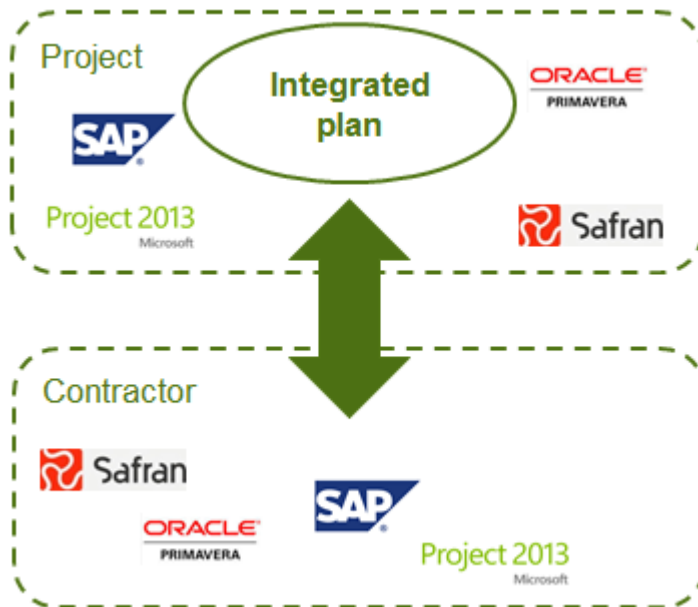 Project
Integrated
plan
ORACLE®
PRIMAVERA
SAP®
Project 2013
Microsoft
Safran
Contractor
Safran
SAP®
ORACLE®
PRIMAVERA
Project 2013
Microsoft